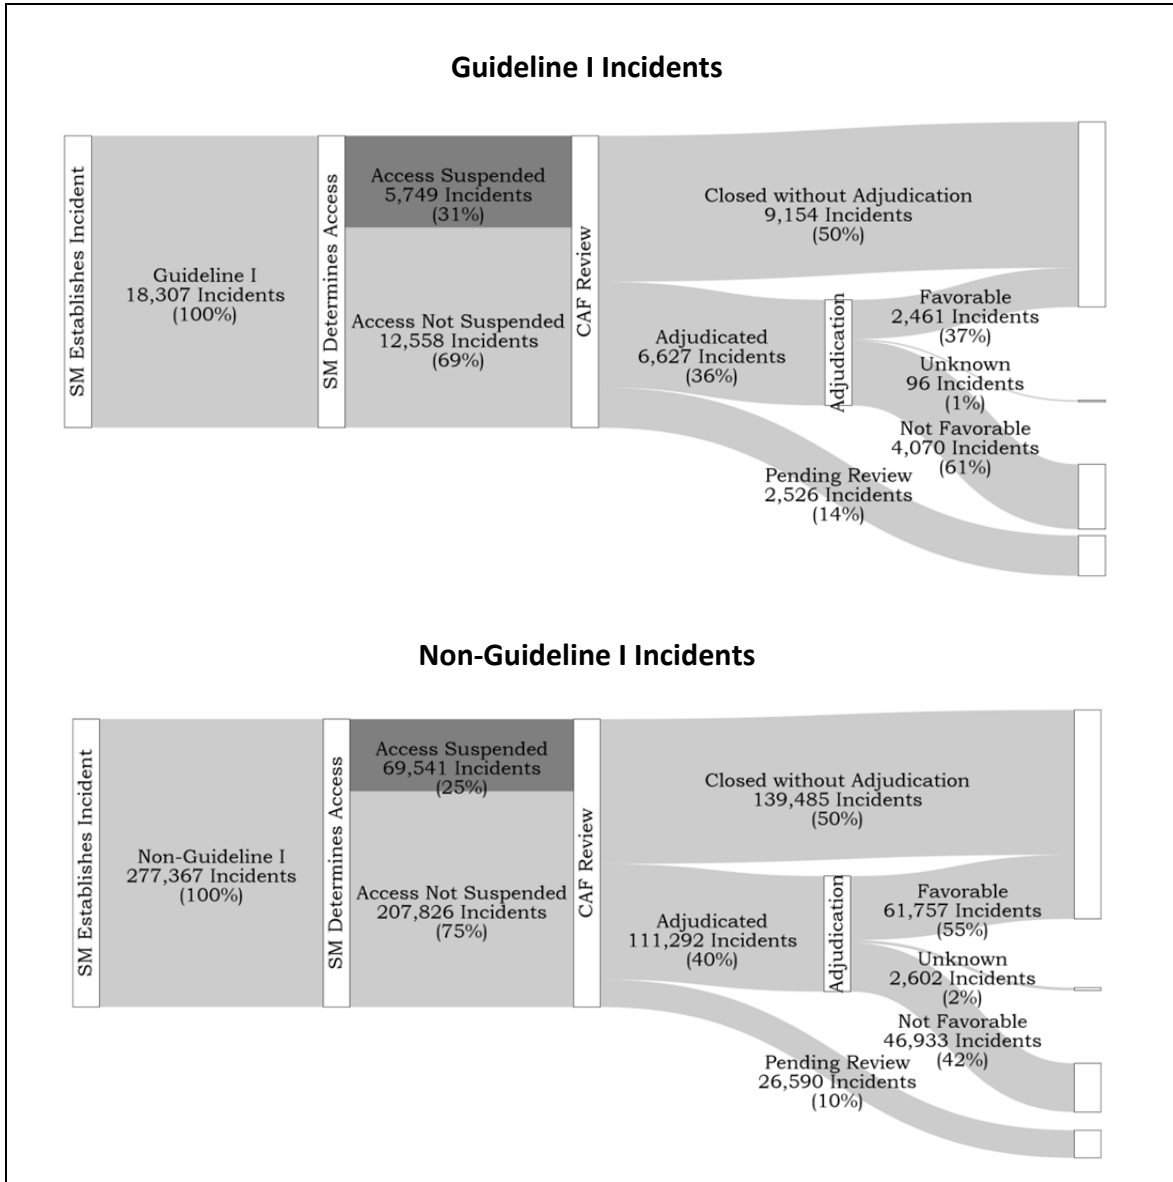 Guideline I Incidents
SM Establishes Incident
Guideline I
18,307 Incidents
(100%)
SM Determines Access
Access Suspended
5,749 Incidents
(31%)
Access Not Suspended
12,558 Incidents
(69%)
CAF Review
Closed without Adjudication
9,154 Incidents
(50%)
Adjudicated
6,627 Incidents
(36%)
Adjudication
Favorable
2,461 Incidents
(37%)
Unknown
96 Incidents
(1%)
Not Favorable
4,070 Incidents
(61%)
Pending Review
2,526 Incidents
(14%)
Non-Guideline I Incidents
SM Establishes Incident
Non-Guideline I
277,367 Incidents
(100%)
SM Determines Access
Access Suspended
69,541 Incidents
(25%)
Access Not Suspended
207,826 Incidents
(75%)
CAF Review
Closed without Adjudication
139,485 Incidents
(50%)
Adjudicated
111,292 Incidents
(40%)
Adjudication
Favorable
61,757 Incidents
(55%)
Unknown
2,602 Incidents
(2%)
Not Favorable
46,933 Incidents
(42%)
Pending Review
26,590 Incidents
(10%)